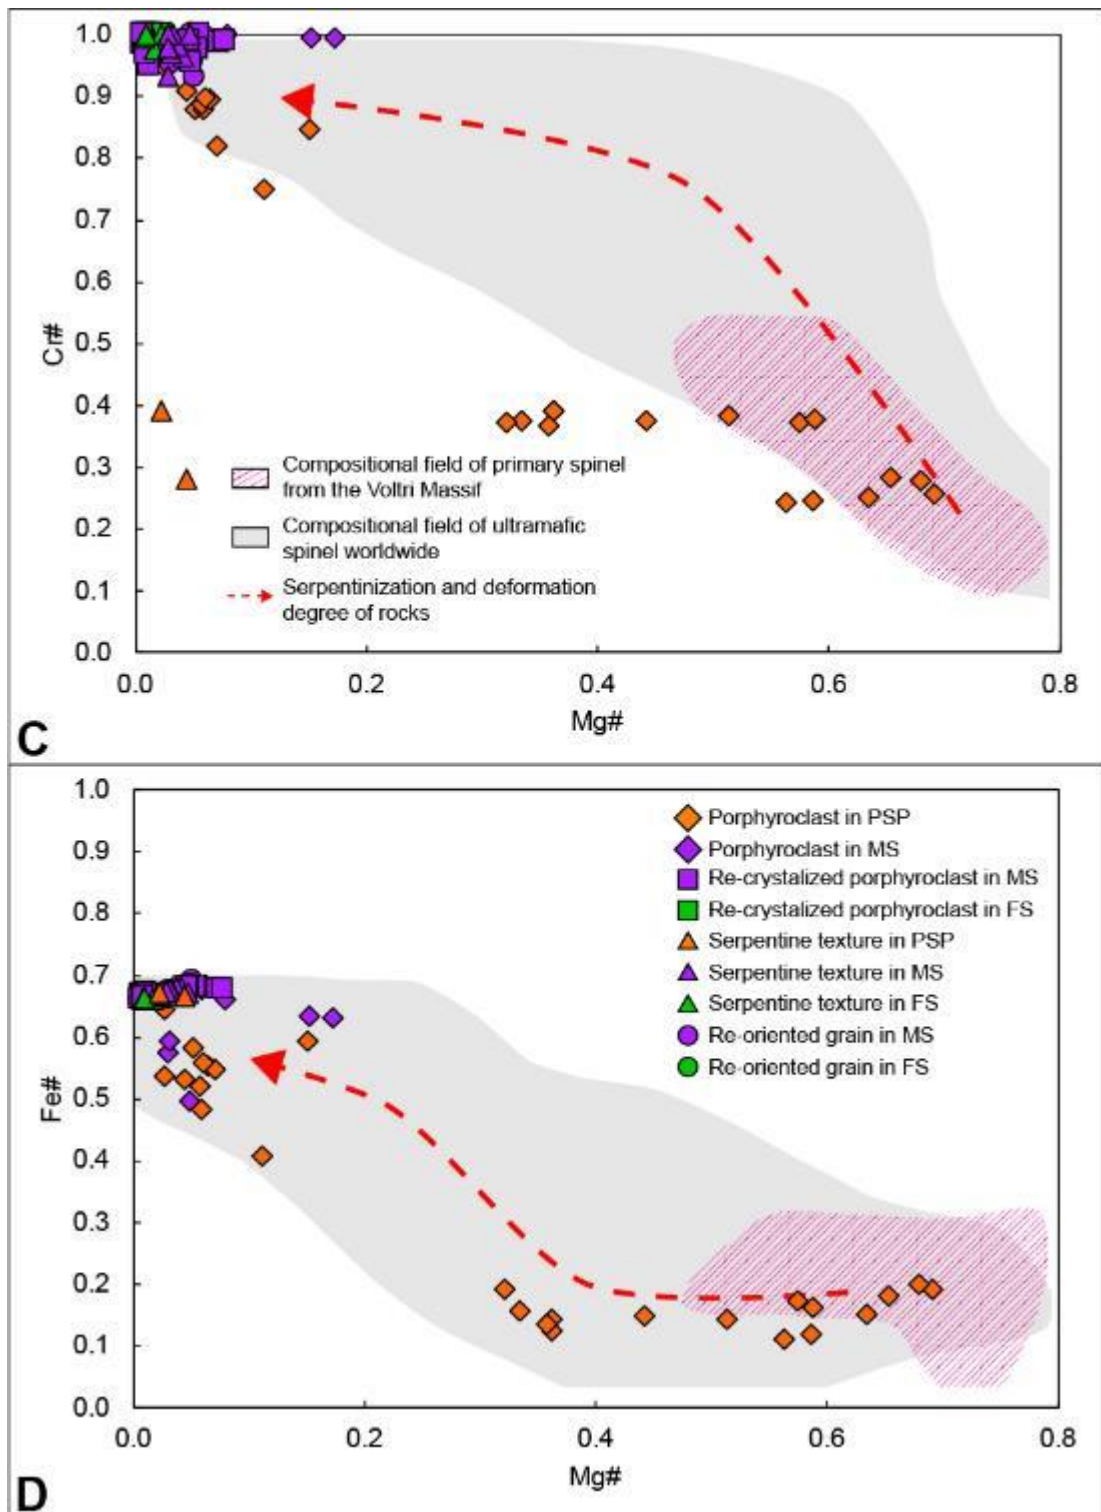 1.0
0.9
0.8
0.7
0.6
0.5
0.4
0.3
0.2
0.1
0.0
Cr#
Compositional field of primary spinel
from the Voltri Massif
Compositional field of ultramafic
spinel worldwide
Serpentinization and deformation
degree of rocks
0.0
0.2
0.4
0.6
0.8
Mg#
C
1.0
0.9
0.8
0.7
0.6
0.5
0.4
0.3
0.2
0.1
0.0
Fe#
Porphyroclast in PSP
Porphyroclast in MS
Re-crystalized porphyroclast in MS
Re-crystalized porphyroclast in FS
Serpentine texture in PSP
Serpentine texture in MS
Serpentine texture in FS
Re-oriented grain in MS
Re-oriented grain in FS
0.0
0.2
0.4
0.6
0.8
Mg#
D